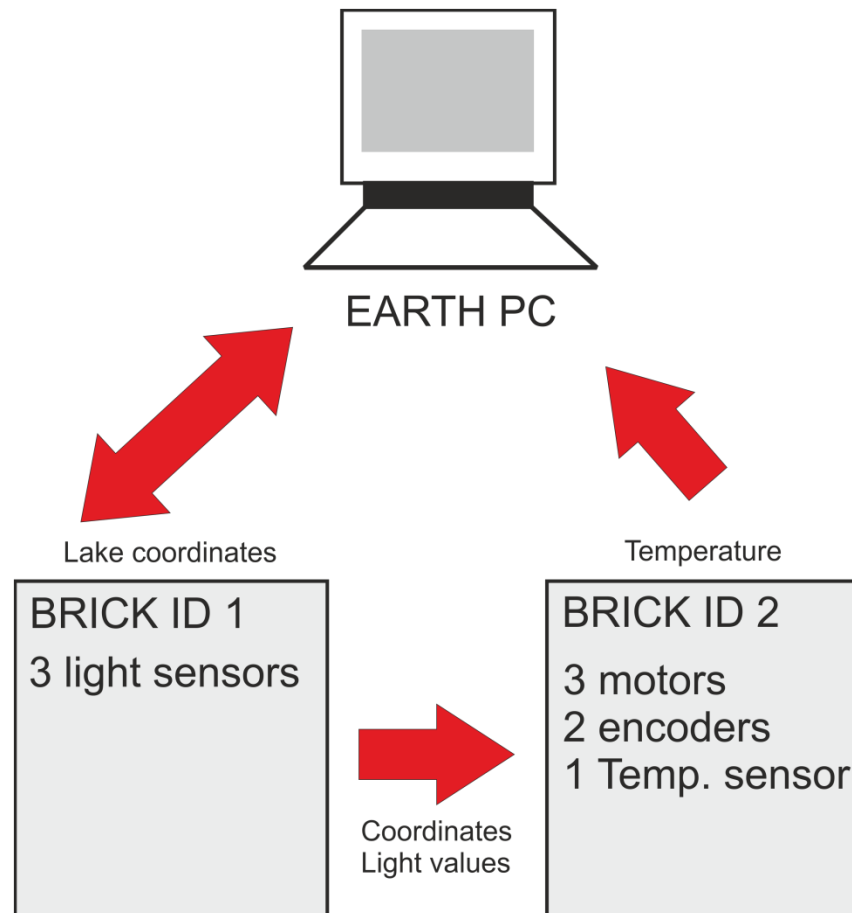 EARTH PC
Lake coordinates
BRICK ID 1
3 light sensors
Coordinates
Light values
Temperature
BRICK ID 2
3 motors
2 encoders
1 Temp. sensor